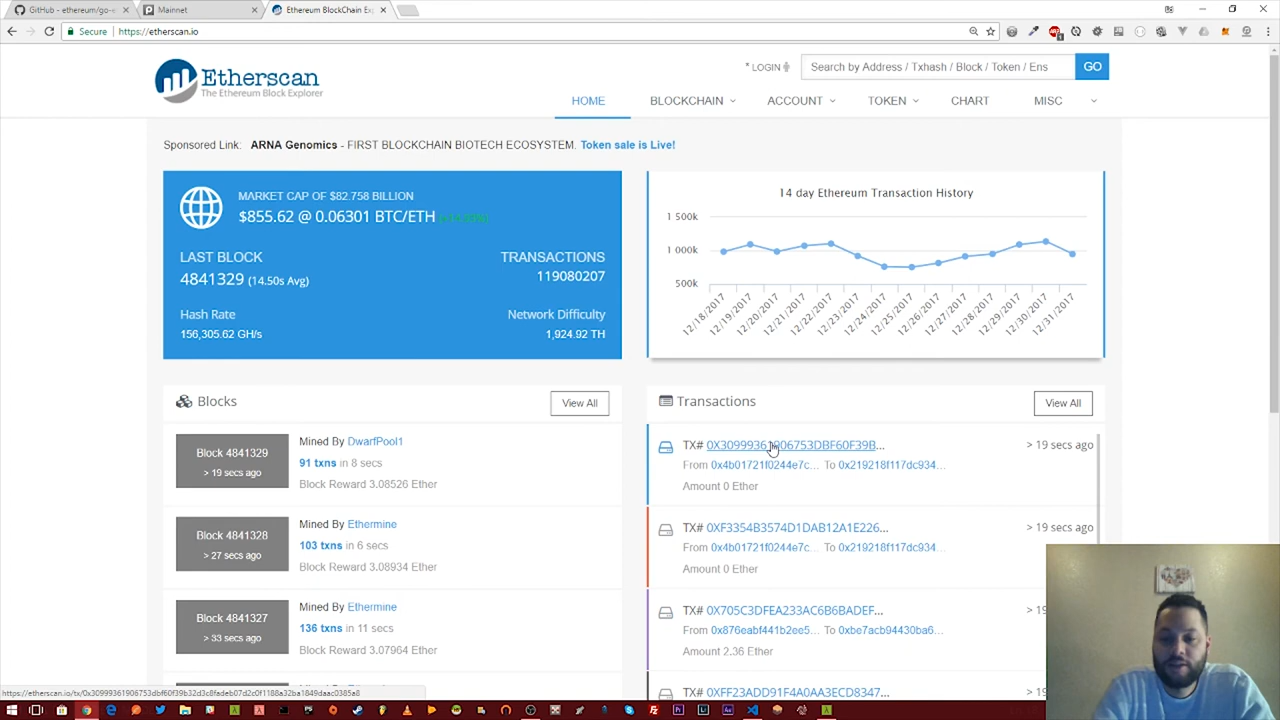 GitHub - ethereum/go-e
Mainnet
Ethereum BlockChain Exp
Secure
https://etherscan.io
Etherscan
The Ethereum Block Explorer
LOGIN
Search by Address / Txhash / Block / Token / Ens
GO
HOME
BLOCKCHAIN
ACCOUNT
TOKEN
CHART
MISC
Sponsored Link: ARNA Genomics - FIRST BLOCKCHAIN BIOTECH ECOSYSTEM. Token sale is Live!
MARKET CAP OF $82.758 BILLION
$855.62 @ 0.06301 BTC/ETH
LAST BLOCK
4841329 (14.50s Avg)
TRANSACTIONS
119080207
Hash Rate
156,305.62 GH/s
Network Difficulty
1,924.92 TH
14 day Ethereum Transaction History
1 500k
1 000k
500k
12/18/2017
12/19/2017
12/20/2017
12/21/2017
12/22/2017
12/23/2017
12/24/2017
12/25/2017
12/26/2017
12/27/2017
12/28/2017
12/29/2017
12/30/2017
12/31/2017
Blocks
View All
Block 4841329
> 19 secs ago
Mined By DwarfPool1
91 txns in 8 secs
Block Reward 3.08526 Ether
Block 4841328
> 27 secs ago
Mined By Ethermine
103 txns in 6 secs
Block Reward 3.08934 Ether
Block 4841327
> 33 secs ago
Mined By Ethermine
136 txns in 11 secs
Block Reward 3.07964 Ether
Transactions
View All
TX# 0X30999361906753DBF60F39B...
> 19 secs ago
From 0x4b01721f0244e7c... To 0x219218f117dc934...
Amount 0 Ether
TX# 0XF3354B3574D1DAB12A1E226...
> 19 secs ago
From 0x4b01721f0244e7c... To 0x219218f117dc934...
Amount 0 Ether
TX# 0X705C3DFEA233AC6B6BADEF...
> 19
From 0x876eabf441b2ee5... To 0xbe7acb94430ba6...
Amount 2.36 Ether
TX# 0XFF23ADD91F4A0AA3ECD8347...
https://etherscan.io/tx/0x30999361906753dbf60f39b32d3c8fadeb07d2c0f1188a32ba1849daac0385a8